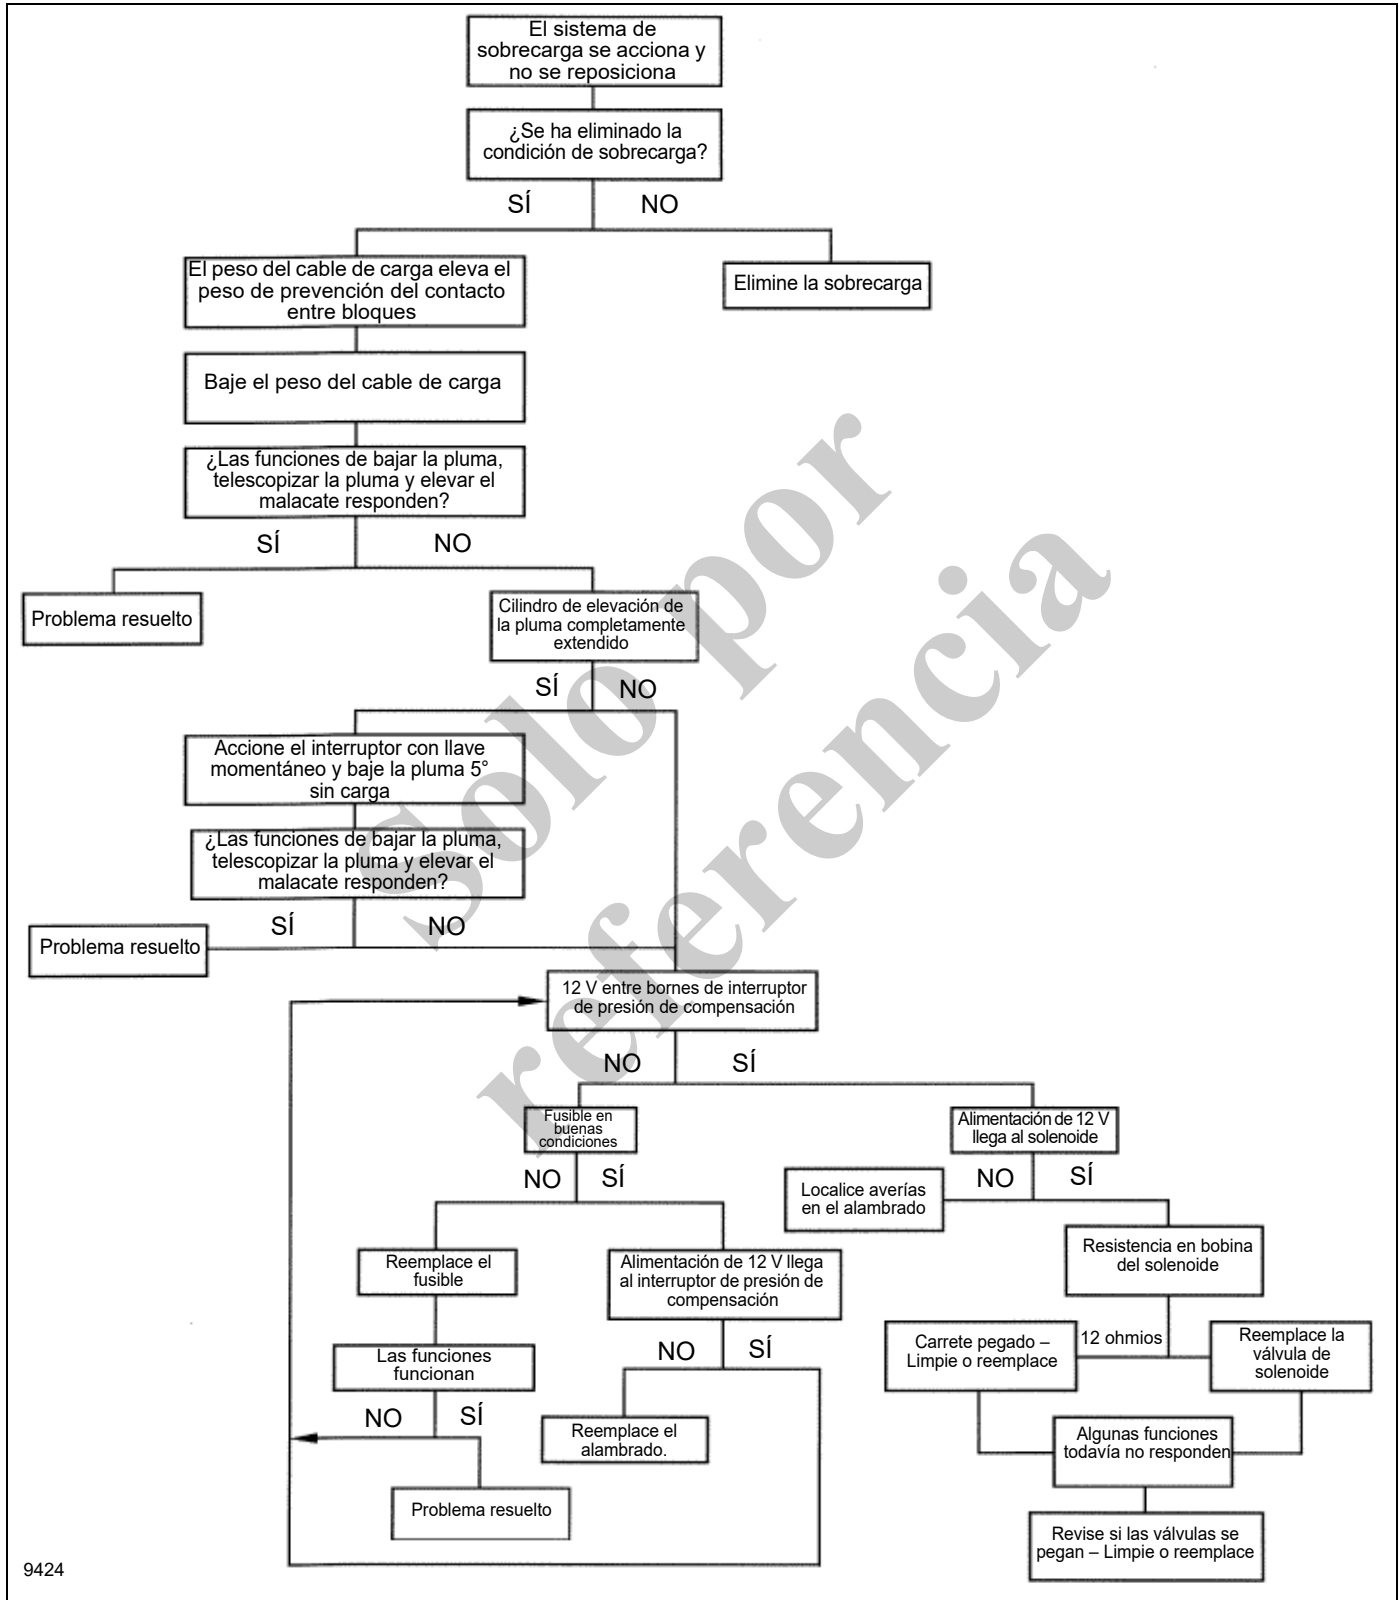 El sistema de
sobrecarga se acciona y
no se reposiciona
¿Se ha eliminado la
condición de sobrecarga?
SÍ
NO
El peso del cable de carga eleva el
peso de prevención del contacto
entre bloques
Elimine la sobrecarga
Baje el peso del cable de carga
¿Las funciones de bajar la pluma,
telescopizar la pluma y elevar el
malacate responden?
SÍ
NO
Problema resuelto
Cilindro de elevación de
la pluma completamente
extendido
SÍ
NO
Accione el interruptor con llave
momentáneo y baje la pluma 5°
sin carga
¿Las funciones de bajar la pluma,
telescopizar la pluma y elevar el
malacate responden?
SÍ
NO
Problema resuelto
12 V entre bornes de interruptor
de presión de compensación
NO
SÍ
Fusible en
buenas
condiciones
Alimentación de 12 V
llega al solenoide
NO
SÍ
NO
SÍ
Localice averías
en el alambrado
Reemplace el
fusible
Alimentación de 12 V llega
al interruptor de presión de
compensación
Resistencia en bobina
del solenoide
Las funciones
funcionan
NO
SÍ
Carrete pegado –
Limpie o reemplace
12 ohmios
Reemplace la
válvula de
solenoide
NO
SÍ
Reemplace el
alambrado.
Algunas funciones
todavía no responden
Problema resuelto
Revise si las válvulas se
pegan – Limpie o reemplace
9424
Solo por
referencia